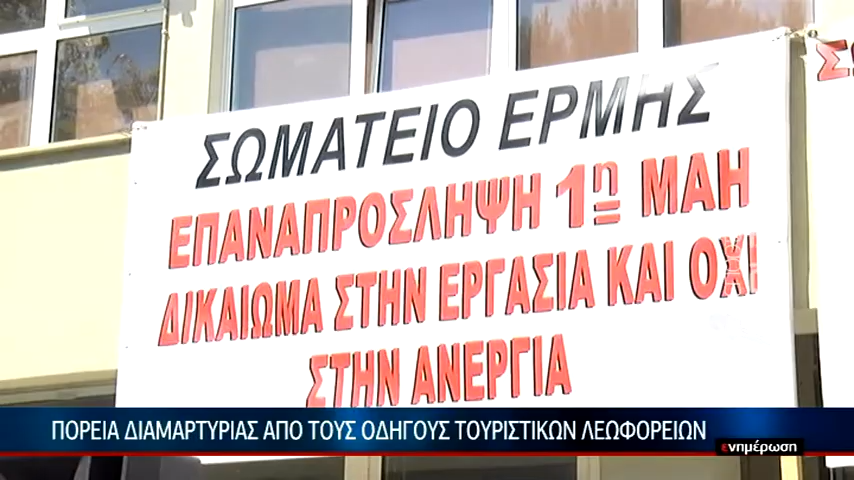 ΣΩΜΑΤΕΙΟ ΕΡΜΗΣ
ΕΠΑΝΑΠΡΟΣΛΗΨΗ 1η ΜΑΗ
ΔΙΚΑΙΩΜΑ ΣΤΗΝ ΕΡΓΑΣΙΑ ΚΑΙ ΟΧΙ
ΣΤΗΝ ΑΝΕΡΓΙΑ
ΠΟΡΕΙΑ ΔΙΑΜΑΡΤΥΡΙΑΣ ΑΠΟ ΤΟΥΣ ΟΔΗΓΟΥΣ ΤΟΥΡΙΣΤΙΚΩΝ ΛΕΩΦΟΡΕΙΩΝ
ενημέρωση